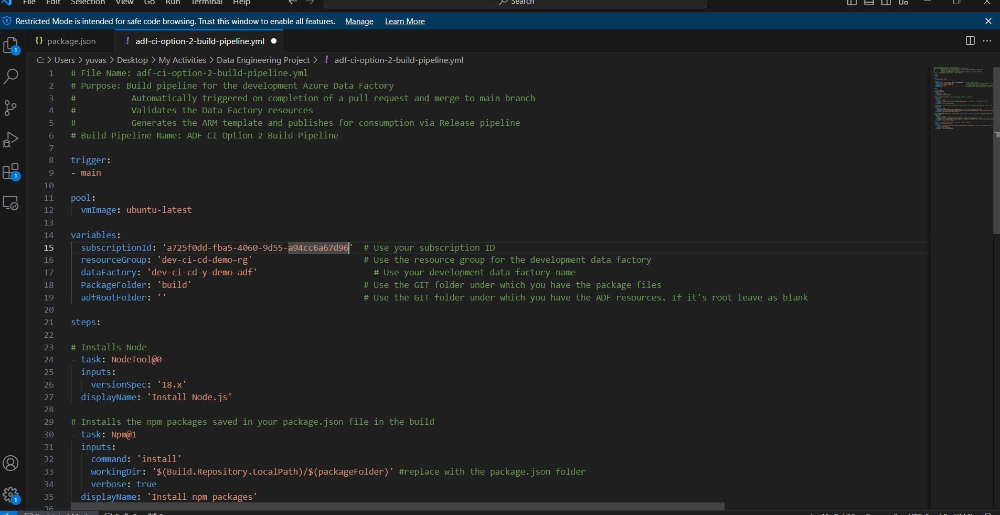 File Edit Selection View Go Run Terminal Help
Search
Restricted Mode is intended for safe code browsing. Trust this window to enable all features. Manage Learn More
{} package.json
! adf-ci-option-2-build-pipeline.yml
C: > Users > yuvas > Desktop > My Activities > Data Engineering Project > ! adf-ci-option-2-build-pipeline.yml
1 # File Name: adf-ci-option-2-build-pipeline.yml
2 # Purpose: Build pipeline for the development Azure Data Factory
3 # Automatically triggered on completion of a pull request and merge to main branch
4 # Validates the Data Factory resources
5 # Generates the ARM template and publishes for consumption via Release pipeline
6 # Build Pipeline Name: ADF CI Option 2 Build Pipeline
7
8 trigger:
9 - main
10
11 pool:
12 vmImage: ubuntu-latest
13
14 variables:
15 subscriptionId: 'a725f0dd-fba5-4060-9d55-a94cc6a67d96' # Use your subscription ID
16 resourceGroup: 'dev-ci-cd-demo-rg' # Use the resource group for the development data factory
17 dataFactory: 'dev-ci-cd-y-demo-adf' # Use your development data factory name
18 PackageFolder: 'build' # Use the GIT folder under which you have the package files
19 adfRootFolder: '' # Use the GIT folder under which you have the ADF resources. If it's root leave as blank
20
21 steps:
22
23 # Installs Node
24 - task: NodeTool@0
25 inputs:
26 versionSpec: '18.x'
27 displayName: 'Install Node.js'
28
29 # Installs the npm packages saved in your package.json file in the build
30 - task: Npm@1
31 inputs:
32 command: 'install'
33 workingDir: '$(Build.Repository.LocalPath)/$(packageFolder)' #replace with the package.json folder
34 verbose: true
35 displayName: 'Install npm packages'
36
1
1
1